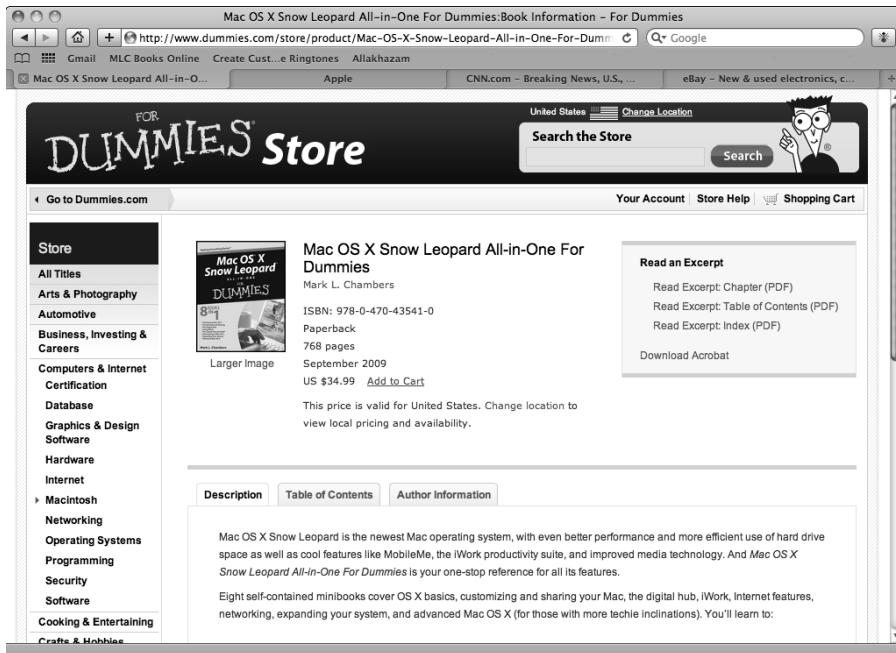 Mac OS X Snow Leopard All-in-One For Dummies:Book Information – For Dummies
http://www.dummies.com/store/product/Mac-OS-X-Snow-Leopard-All-in-One-For-Dumm
Google
Gmail MLC Books Online Create Cust...e Ringtones Allakhazam
Mac OS X Snow Leopard All-in-O... Apple CNN.com – Breaking News, U.S., ... eBay – New & used electronics, c...
FOR
DUMMIES Store
United States Change Location
Search the Store
Search
Go to Dummies.com
Your Account Store Help Shopping Cart
Store
All Titles
Arts & Photography
Automotive
Business, Investing &
Careers
Computers & Internet
Certification
Database
Graphics & Design
Software
Hardware
Internet
Macintosh
Networking
Operating Systems
Programming
Security
Software
Cooking & Entertaining
Crafts & Hobbies
Mac OS X
Snow Leopard
ALL-IN-ONE
FOR
DUMMIES
8 IN 1
Mark L. Chambers
Larger Image
Mac OS X Snow Leopard All-in-One For
Dummies
Mark L. Chambers
ISBN: 978-0-470-43541-0
Paperback
768 pages
September 2009
US $34.99 Add to Cart
This price is valid for United States. Change location to
view local pricing and availability.
Read an Excerpt
Read Excerpt: Chapter (PDF)
Read Excerpt: Table of Contents (PDF)
Read Excerpt: Index (PDF)
Download Acrobat
Description Table of Contents Author Information
Mac OS X Snow Leopard is the newest Mac operating system, with even better performance and more efficient use of hard drive
space as well as cool features like MobileMe, the iWork productivity suite, and improved media technology. And Mac OS X
Snow Leopard All-in-One For Dummies is your one-stop reference for all its features.
Eight self-contained minibooks cover OS X basics, customizing and sharing your Mac, the digital hub, iWork, Internet features,
networking, expanding your system, and advanced Mac OS X (for those with more techie inclinations). You'll learn to: